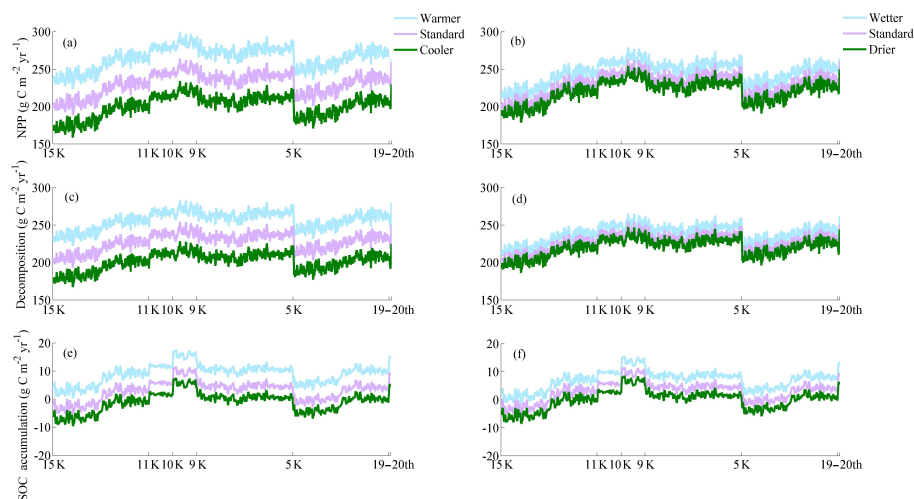 Warmer
Standard
Cooler
Wetter
Standard
Drier
(a)
NPP (g C m-2 yr-1)
300
250
200
150
15 K
11 K
10 K
9 K
5 K
19-20th
(b)
300
250
200
150
15 K
11 K
10 K
9 K
5 K
19-20th
(c)
Decomposition (g C m-2 yr-1)
300
250
200
150
15 K
11 K
10 K
9 K
5 K
19-20th
(d)
300
250
200
150
15 K
11 K
10 K
9 K
5 K
19-20th
(e)
SOC accumulation (g C m-2 yr-1)
20
10
0
-10
-20
15 K
11 K
10 K
9 K
5 K
19-20th
(f)
20
10
0
-10
-20
15 K
11 K
10 K
9 K
5 K
19-20th